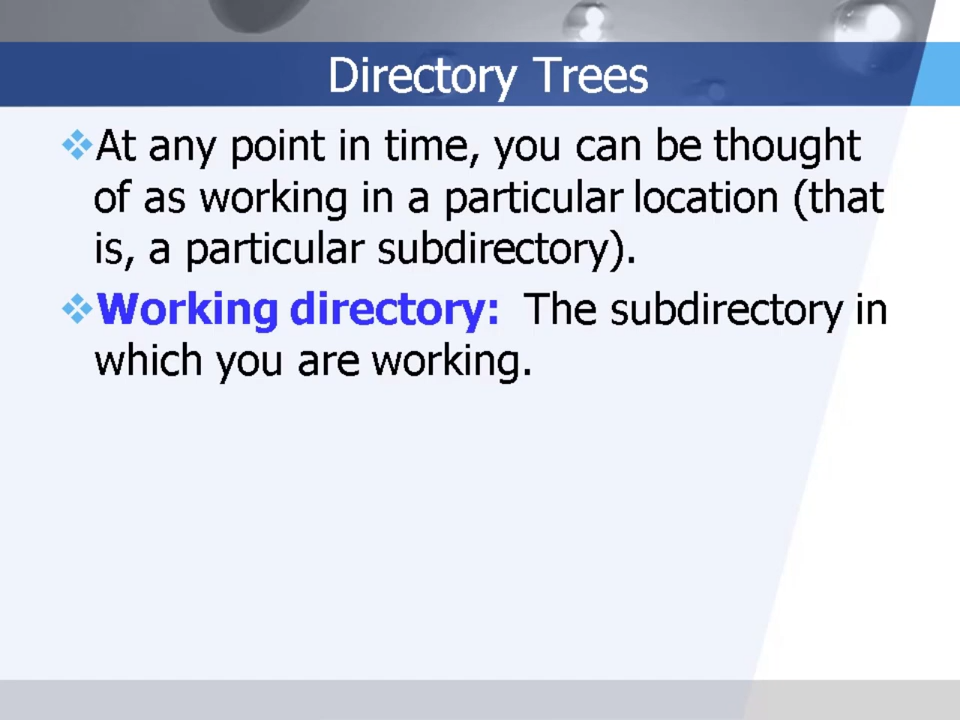 Directory Trees
At any point in time, you can be thought
of as working in a particular location (that
is, a particular subdirectory).
Working directory: The subdirectory in
which you are working.